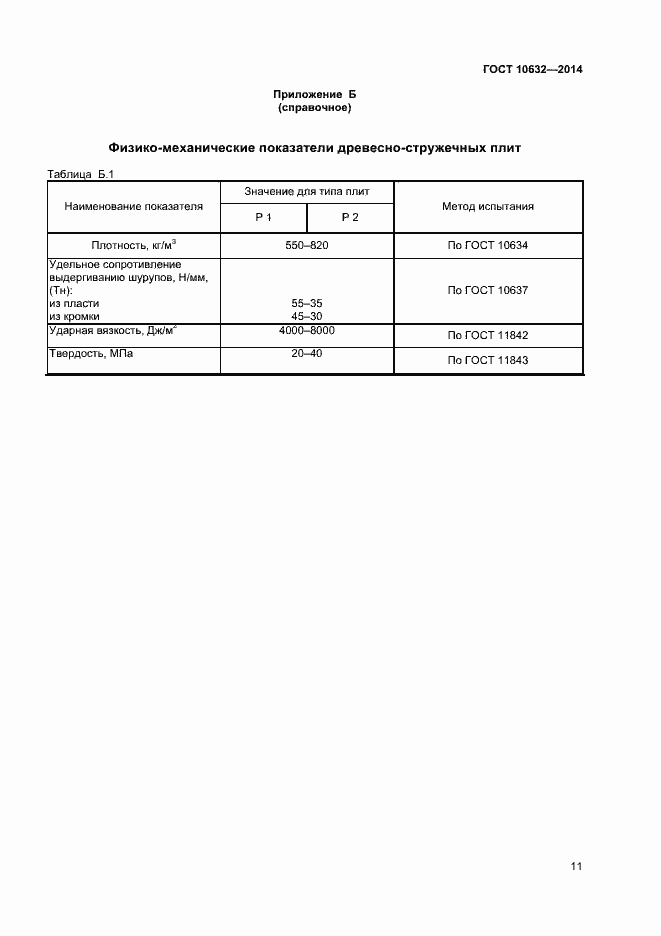 ГОСТ 10632—2014
Приложение Б
(справочное)
Физико-механические показатели древесно-стружечных плит
Таблица Б.1
Наименование показателя
Значение для типа плит
Метод испытания
Р 1
Р 2
Плотность, кг/м³
550–820
По ГОСТ 10634
Удельное сопротивление
выдергиванию шурупов, Н/мм,
(Тн):
По ГОСТ 10637
из пласти
55–35
из кромки
45–30
Ударная вязкость, Дж/м²
4000–8000
По ГОСТ 11842
Твердость, МПа
20–40
По ГОСТ 11843
11